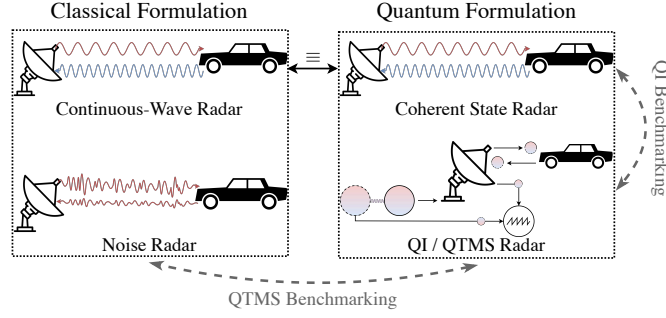 Classical Formulation
Quantum Formulation
Continuous-Wave Radar
≡
Coherent State Radar
QI Benchmarking
Noise Radar
QI / QTMS Radar
QTMS Benchmarking